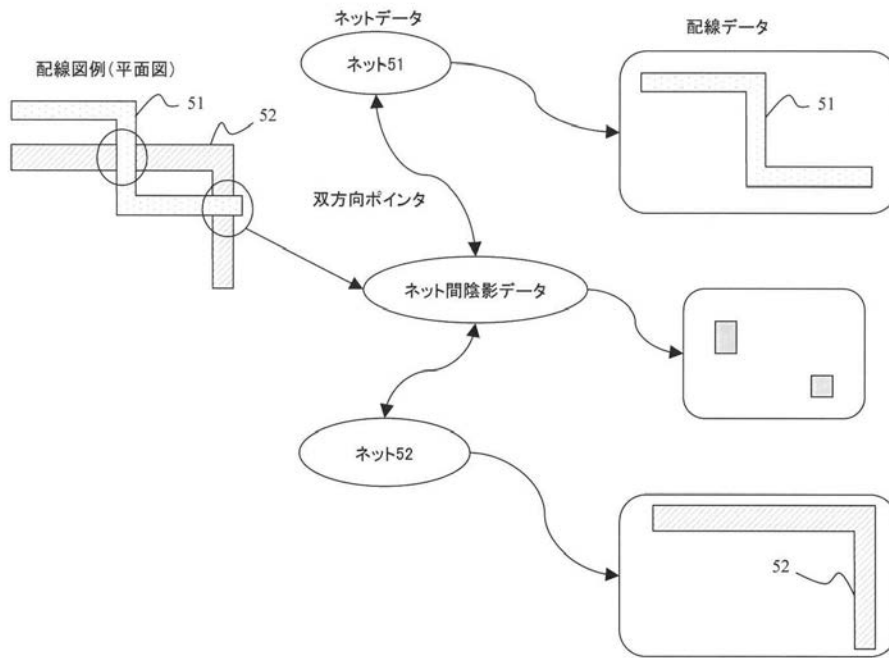 ネットデータ
配線データ
配線図例(平面図)
ネット51
51
52
51
双方向ポインタ
ネット間陰影データ
ネット52
52